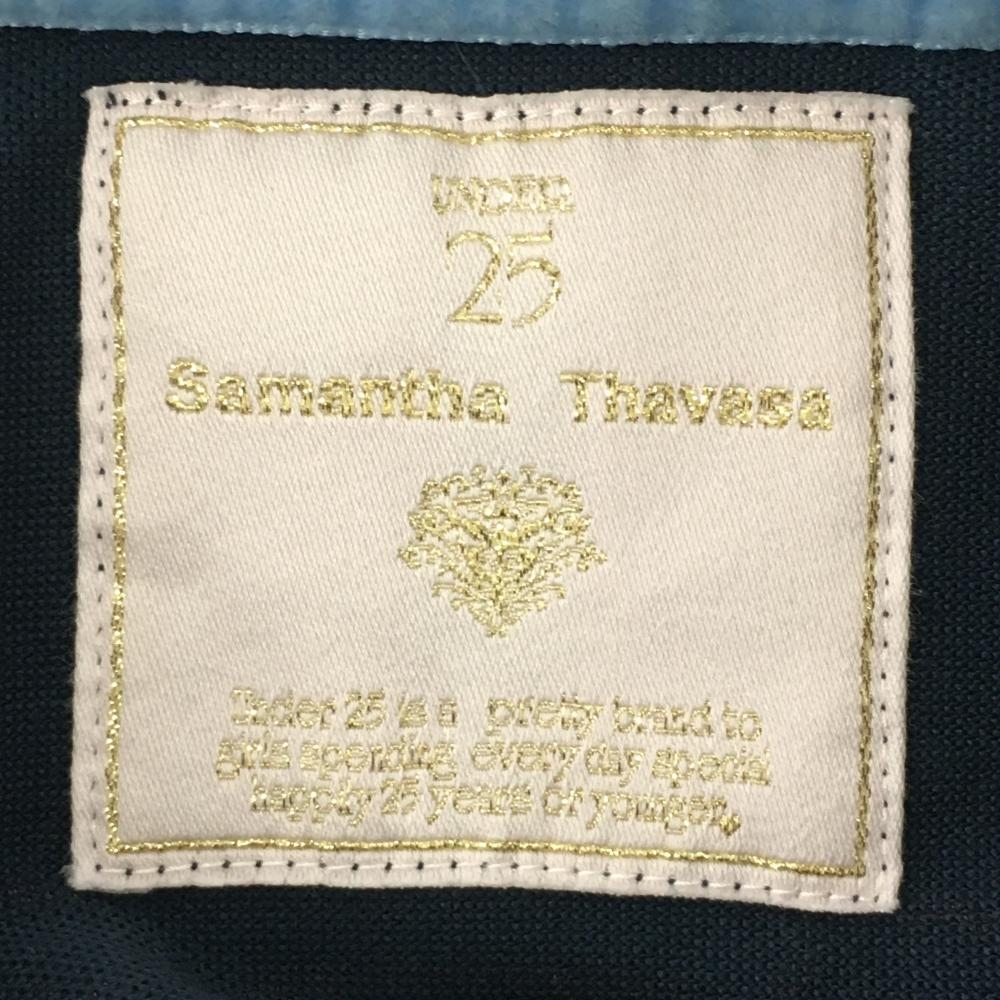 UNDER
25
Samantha Thavasa
Under 25 is a pretty brand to
girls spending every day special
happily 25 years or younger.